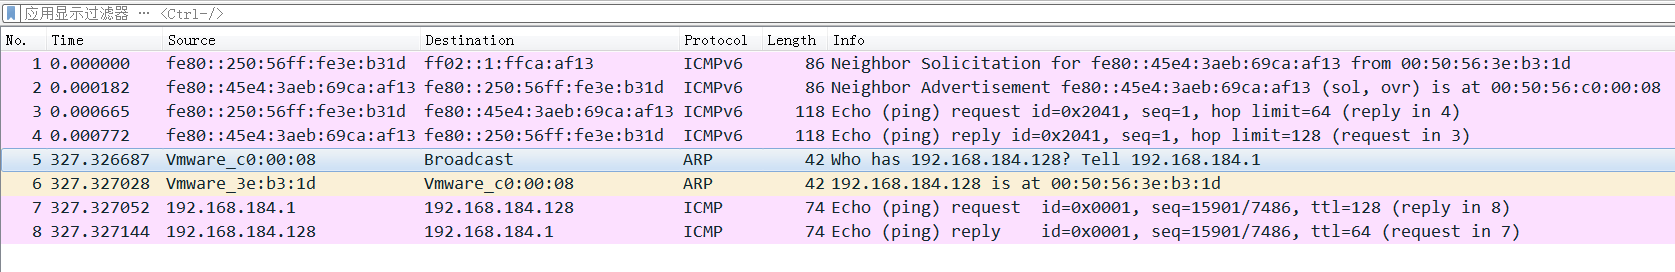 应用显示过滤器 … <Ctrl-/>
No. Time Source Destination Protocol Length Info
1 0.000000 fe80::250:56ff:fe3e:b31d ff02::1:ffca:af13 ICMPv6 86 Neighbor Solicitation for fe80::45e4:3aeb:69ca:af13 from 00:50:56:3e:b3:1d
2 0.000182 fe80::45e4:3aeb:69ca:af13 fe80::250:56ff:fe3e:b31d ICMPv6 86 Neighbor Advertisement fe80::45e4:3aeb:69ca:af13 (sol, ovr) is at 00:50:56:c0:00:08
3 0.000665 fe80::250:56ff:fe3e:b31d fe80::45e4:3aeb:69ca:af13 ICMPv6 118 Echo (ping) request id=0x2041, seq=1, hop limit=64 (reply in 4)
4 0.000772 fe80::45e4:3aeb:69ca:af13 fe80::250:56ff:fe3e:b31d ICMPv6 118 Echo (ping) reply id=0x2041, seq=1, hop limit=128 (request in 3)
5 327.326687 Vmware_c0:00:08 Broadcast ARP 42 Who has 192.168.184.128? Tell 192.168.184.1
6 327.327028 Vmware_3e:b3:1d Vmware_c0:00:08 ARP 42 192.168.184.128 is at 00:50:56:3e:b3:1d
7 327.327052 192.168.184.1 192.168.184.128 ICMP 74 Echo (ping) request id=0x0001, seq=15901/7486, ttl=128 (reply in 8)
8 327.327144 192.168.184.128 192.168.184.1 ICMP 74 Echo (ping) reply id=0x0001, seq=15901/7486, ttl=64 (request in 7)